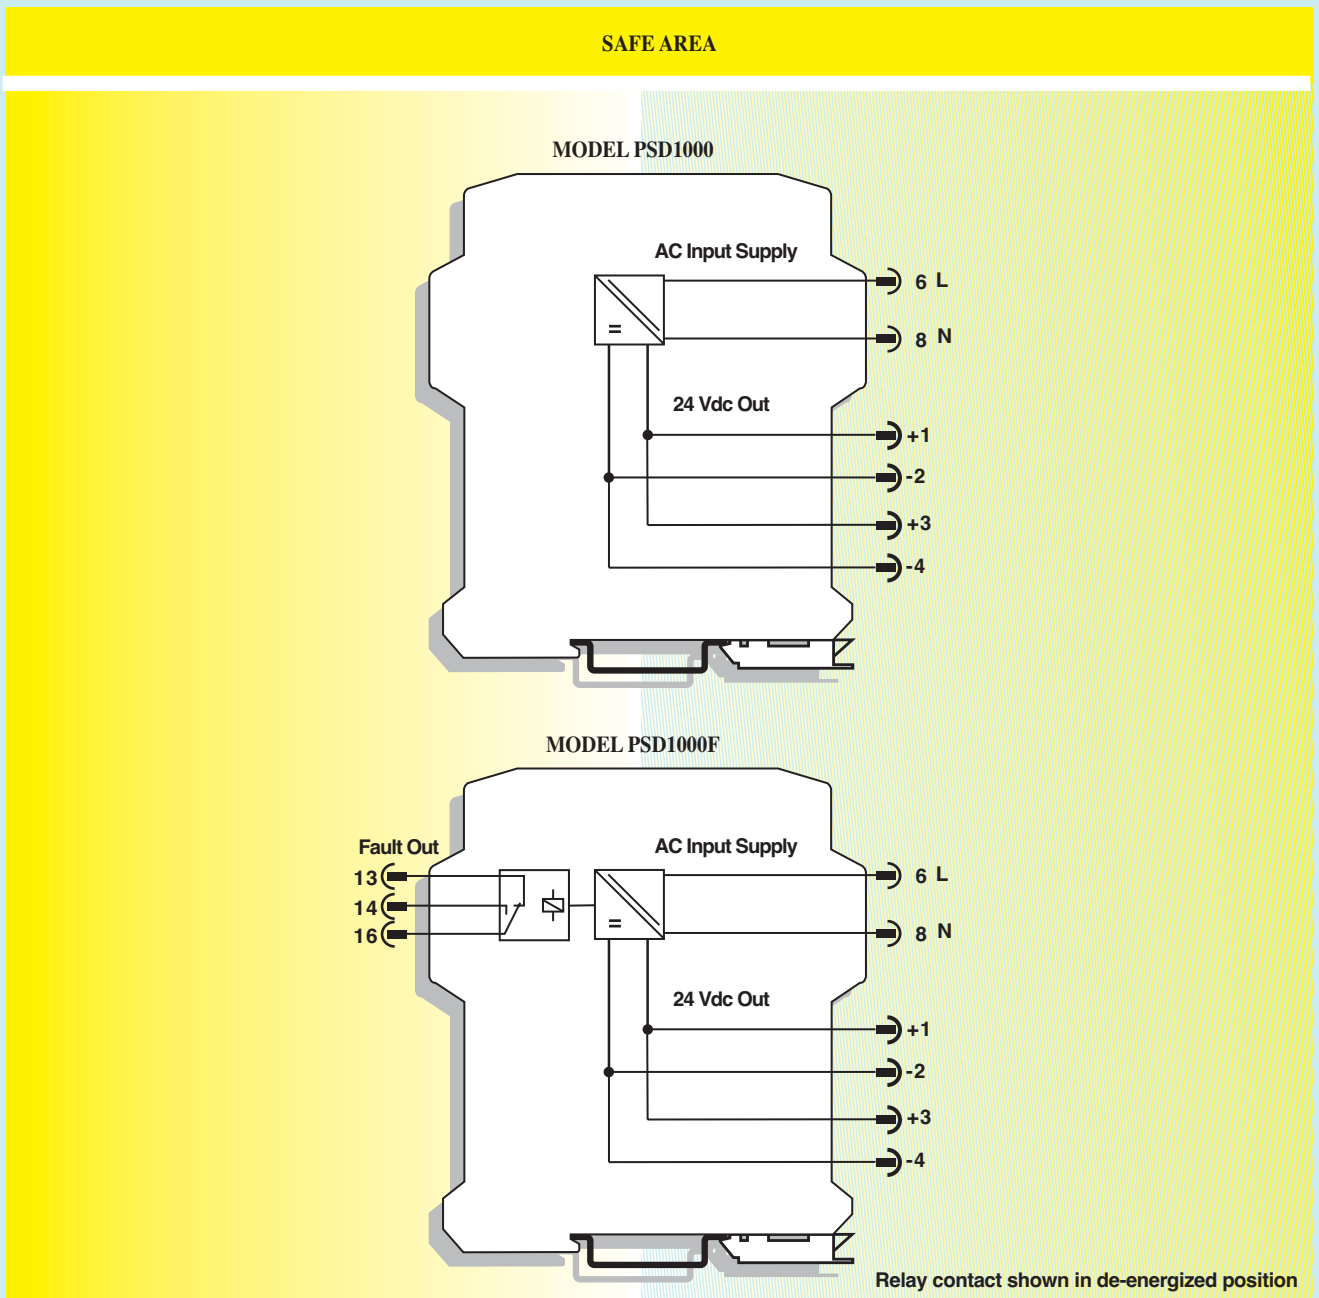 SAFE AREA
MODEL PSD1000
AC Input Supply
6 L
8 N
24 Vdc Out
+1
-2
+3
-4
MODEL PSD1000F
Fault Out
AC Input Supply
13
6 L
14
16
8 N
24 Vdc Out
+1
-2
+3
-4
Relay contact shown in de-energized position